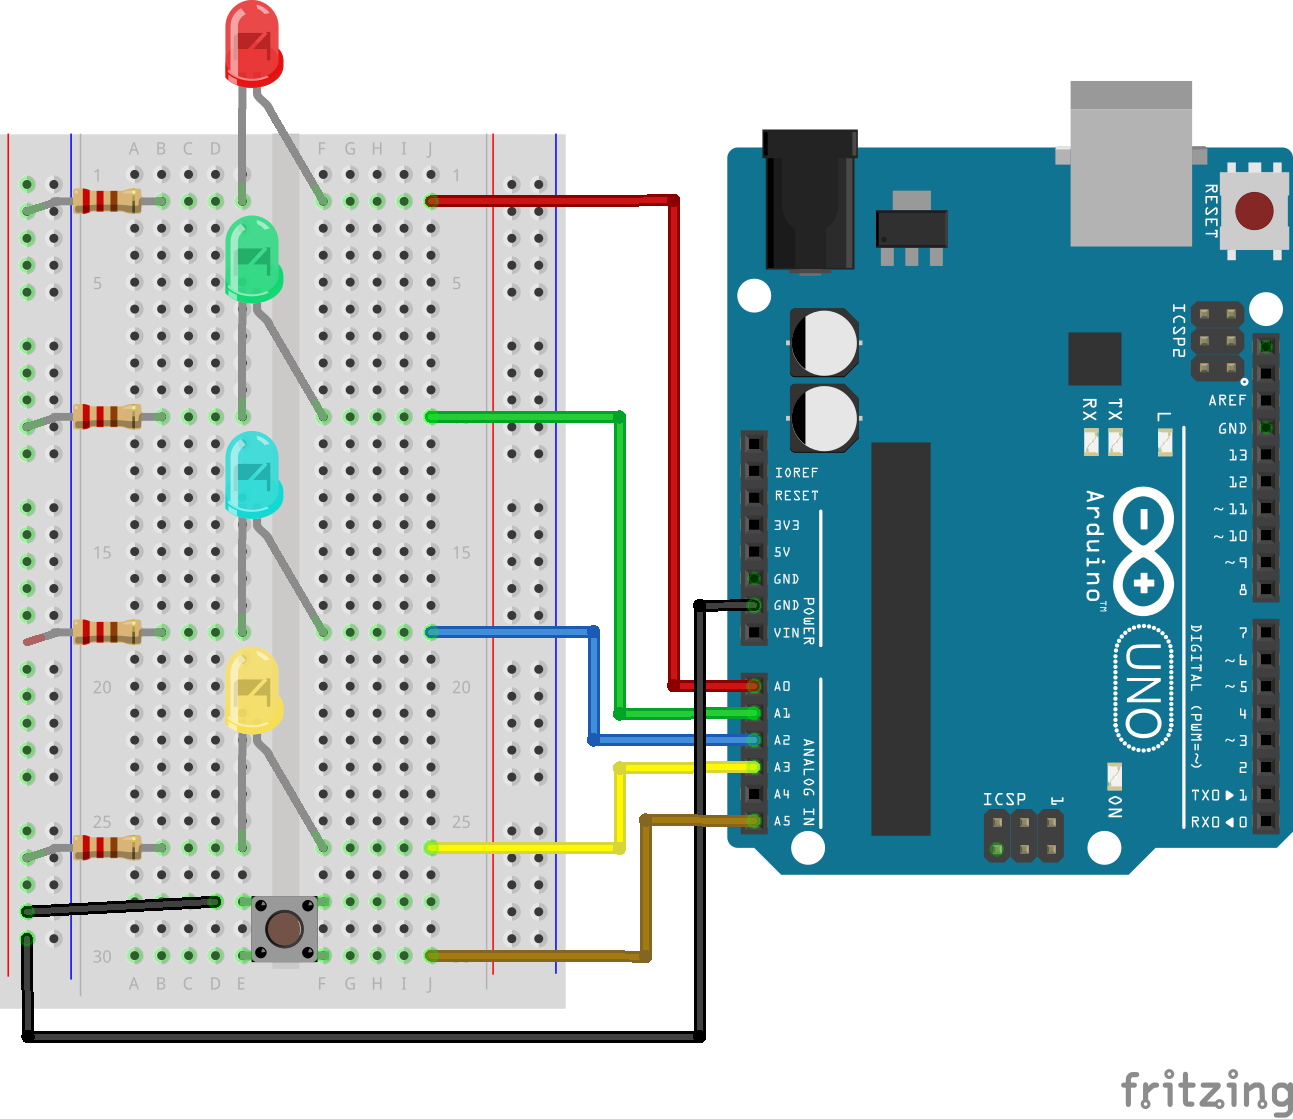 A B C D E F G H I J
1 1
5 5
15 15
20 20
25 25
30
A B C D E F G H I J
RESET
ICSP2
IOREF
RESET
3V3
5V
GND
GND
VIN
POWER
A0
A1
A2
A3
A4
A5
ANALOG IN
RX
TX
L
Arduino™
UNO
AREF
GND
13
12
~11
~10
~9
8
7
~6
~5
4
~3
2
TX0▶1
RX0◀0
DIGITAL (PWM=~)
ON
ICSP
1
fritzing